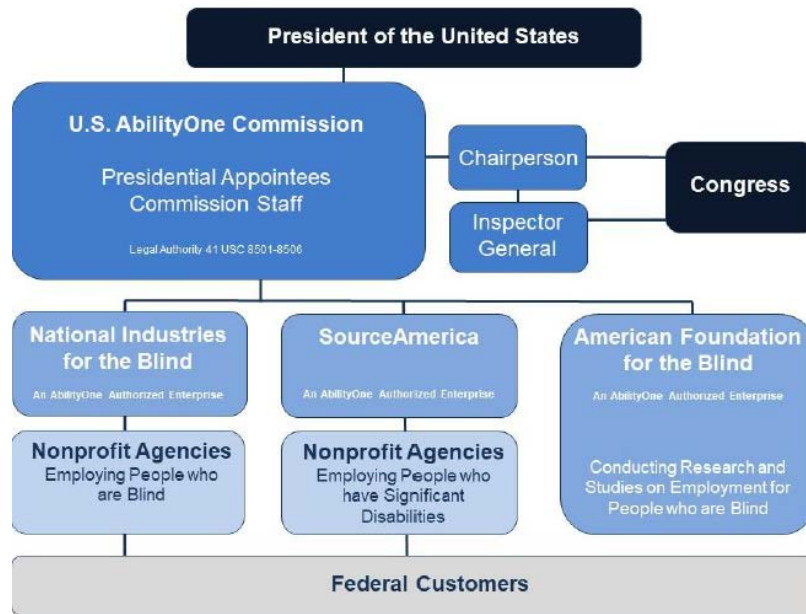 President of the United States
U.S. AbilityOne Commission
Presidential Appointees
Commission Staff
Legal Authority 41 USC 8501-8506
Chairperson
Inspector
General
Congress
National Industries
for the Blind
An AbilityOne Authorized Enterprise
Nonprofit Agencies
Employing People who
are Blind
SourceAmerica
An AbilityOne Authorized Enterprise
Nonprofit Agencies
Employing People who
have Significant
Disabilities
American Foundation
for the Blind
An AbilityOne Authorized Enterprise
Conducting Research and
Studies on Employment for
People who are Blind
Federal Customers